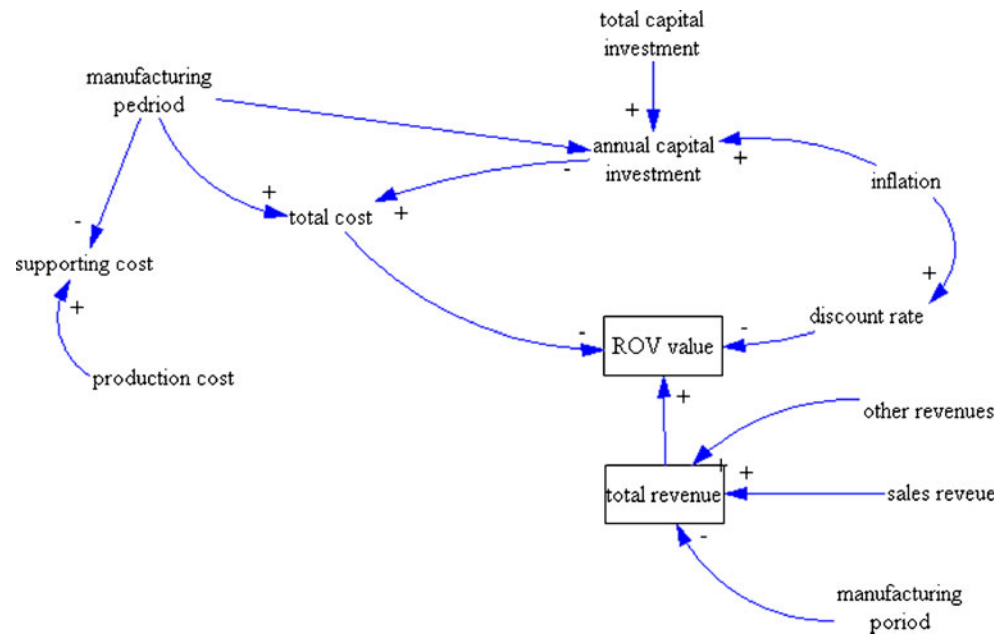 total capital
investment
manufacturing
pedriod
+
annual capital
investment
-
+
inflation
+
total cost
+
-
supporting cost
+
+
discount rate
-
ROV value
-
production cost
+
other revenues
+
+
total revenue
sales reveue
-
manufacturing
poriod